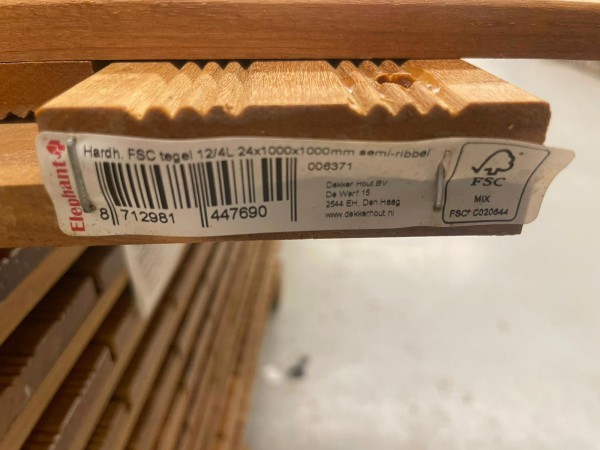 Elephant
Hardh. FSC tegel 12/4L 24x1000x1000mm semi-ribbel
006371
Dekker Hout BV
De Werf 15
2544 EH, Den Haag
www.dekkerhout.nl
8 712981 447690
FSC
MIX
FSC® C020644